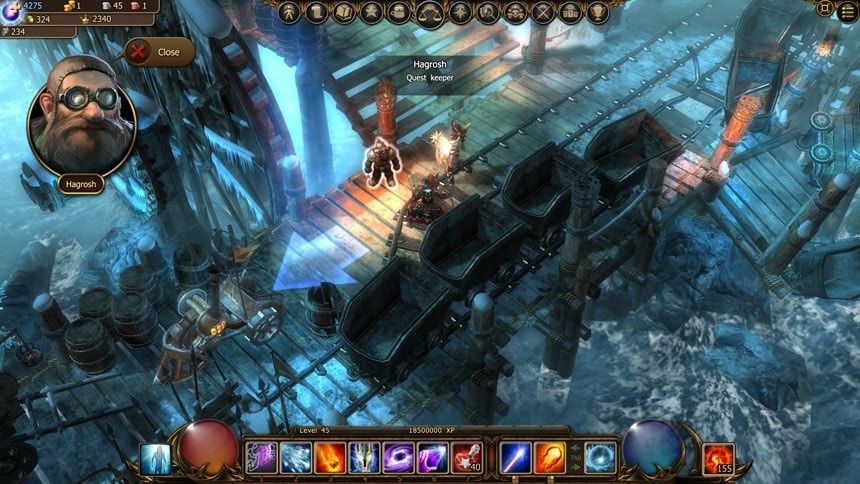 4275 1 45 1
324 2340
234
Close
Hagrosh
Quest keeper
Hagrosh
Level 45 18500000 XP
40
TAB
155